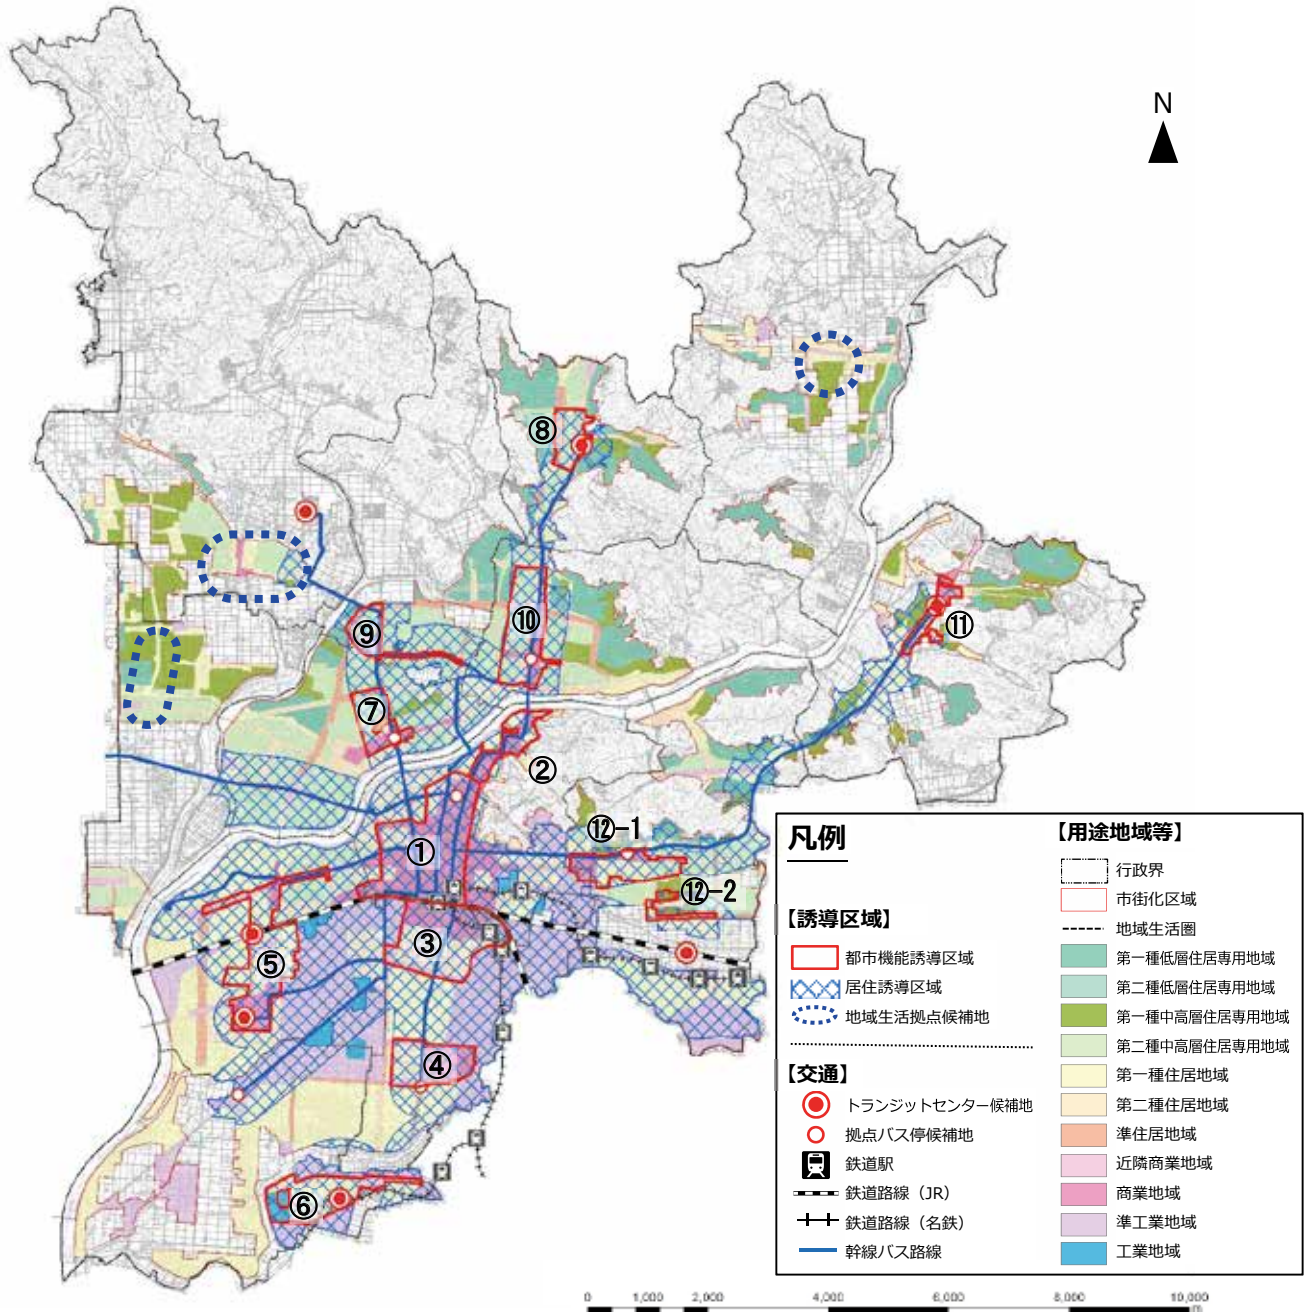 N
⑧
⑩
⑨
⑪
⑦
②
⑫-1
①
⑫-2
③
⑤
④
⑥
凡例
【誘導区域】
都市機能誘導区域
居住誘導区域
地域生活拠点候補地
【交通】
トランジットセンター候補地
拠点バス停候補地
鉄道駅
鉄道路線（JR）
鉄道路線（名鉄）
幹線バス路線
【用途地域等】
行政界
市街化区域
地域生活圏
第一種低層住居専用地域
第二種低層住居専用地域
第一種中高層住居専用地域
第二種中高層住居専用地域
第一種住居地域
第二種住居地域
準住居地域
近隣商業地域
商業地域
準工業地域
工業地域
0 1,000 2,000 4,000 6,000 8,000 10,000
m